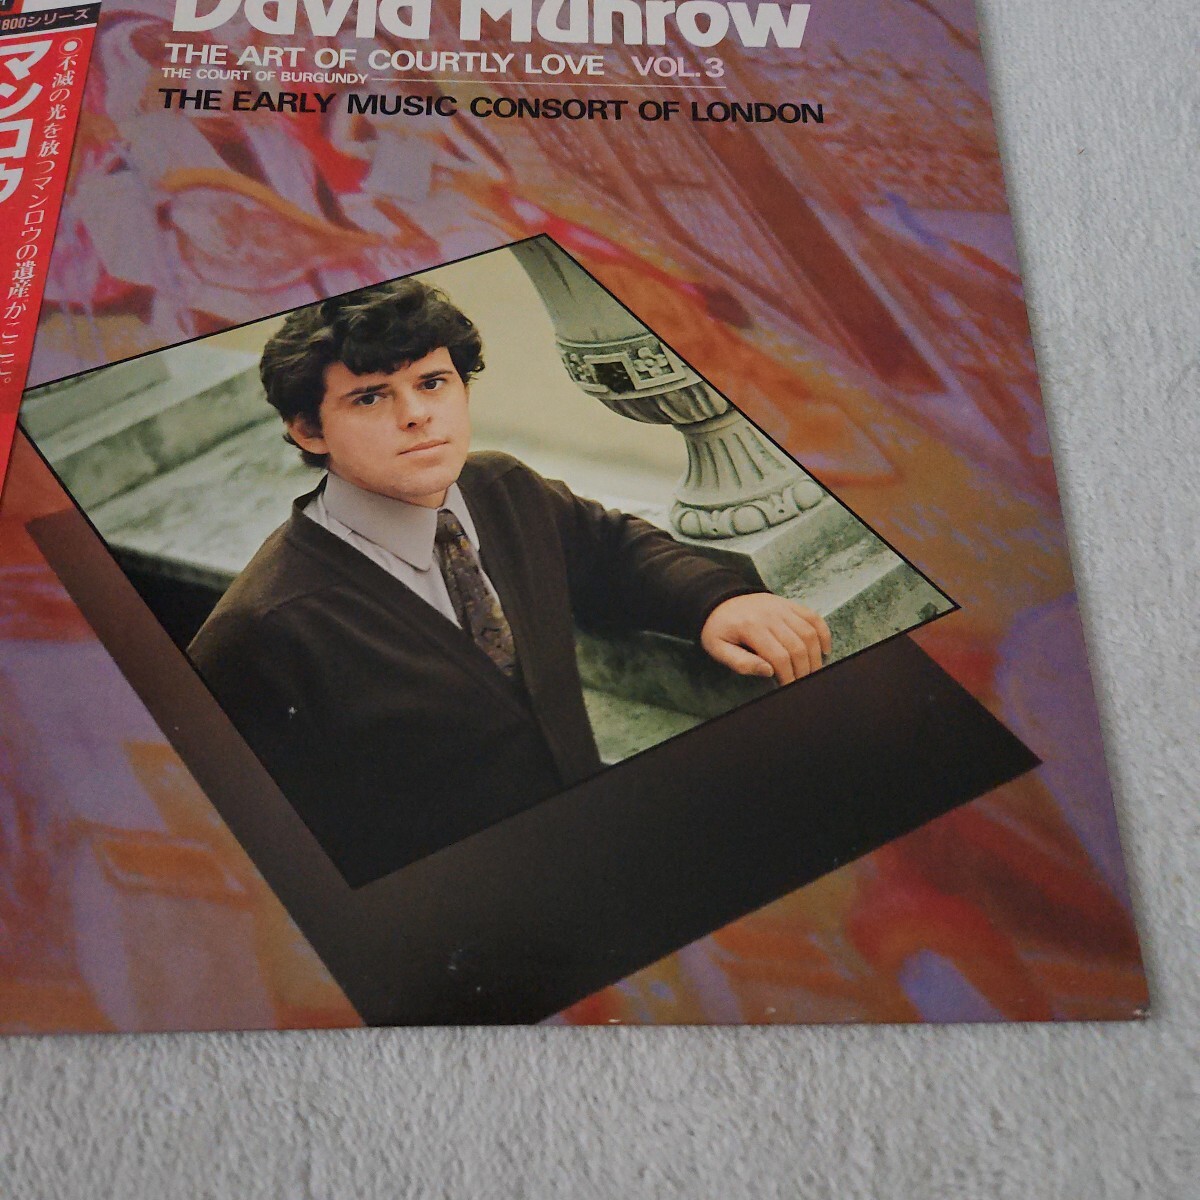 David Munrow
THE ART OF COURTLY LOVE VOL.3
THE COURT OF BURGUNDY
THE EARLY MUSIC CONSORT OF LONDON
800シリーズ
マンロウ
●不滅の光を放つマンロウの遺産がここに。